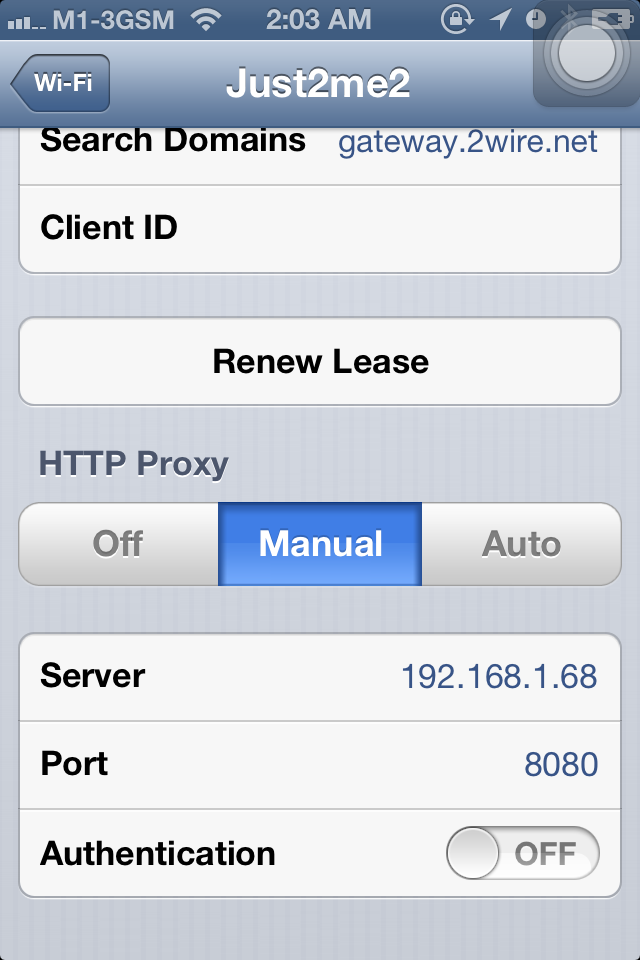 M1-3GSM 2:03 AM
Wi-Fi Just2me2
Search Domains gateway.2wire.net
Client ID
Renew Lease
HTTP Proxy
Off Manual Auto
Server 192.168.1.68
Port 8080
Authentication OFF